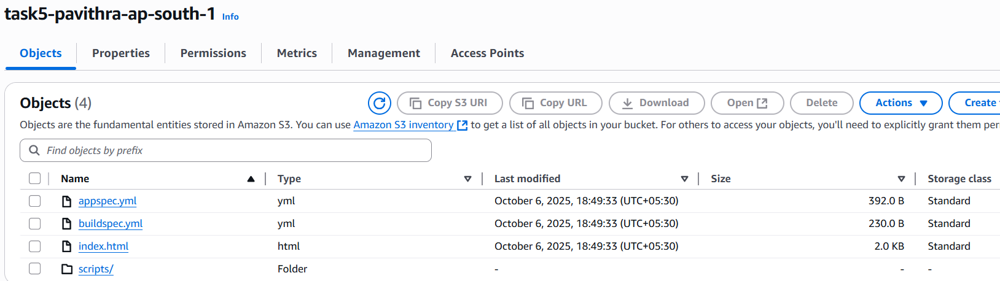 task5-pavithra-ap-south-1 Info
Objects Properties Permissions Metrics Management Access Points
Objects (4) Copy S3 URI Copy URL Download Open Delete Actions Create
Objects are the fundamental entities stored in Amazon S3. You can use Amazon S3 inventory to get a list of all objects in your bucket. For others to access your objects, you'll need to explicitly grant them
Find objects by prefix
Name Type Last modified Size Storage class
appspec.yml yml October 6, 2025, 18:49:33 (UTC+05:30) 392.0 B Standard
buildspec.yml yml October 6, 2025, 18:49:33 (UTC+05:30) 230.0 B Standard
index.html html October 6, 2025, 18:49:33 (UTC+05:30) 2.0 KB Standard
scripts/ Folder - - -